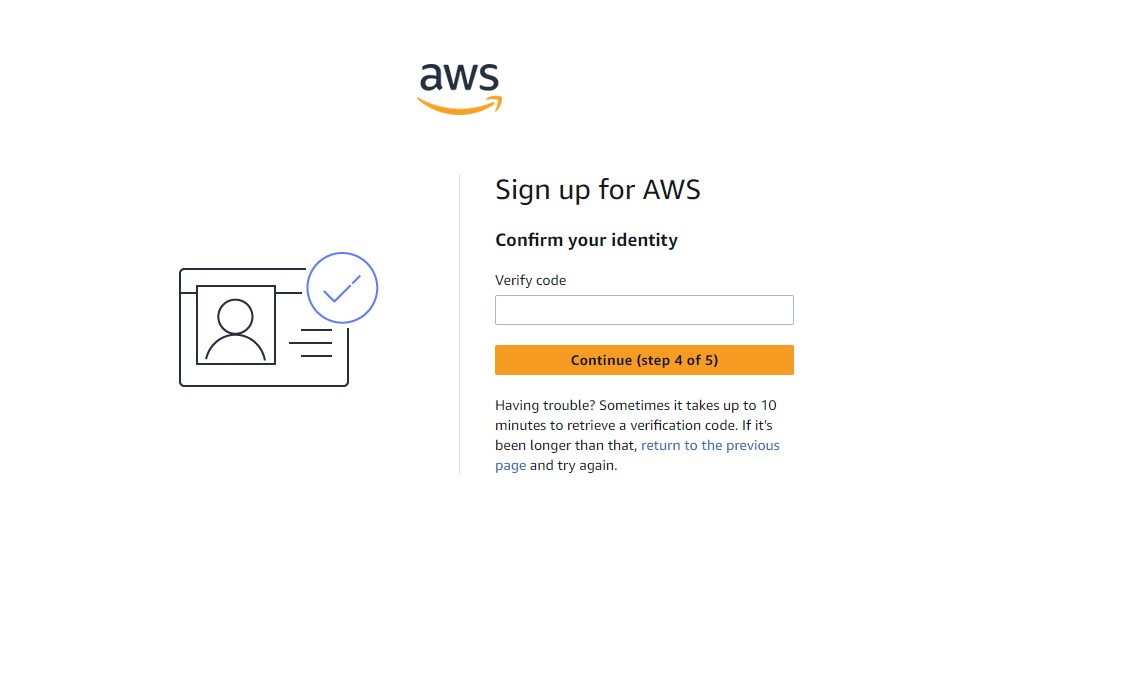 aws
Sign up for AWS
Confirm your identity
Verify code
Continue (step 4 of 5)
Having trouble? Sometimes it takes up to 10
minutes to retrieve a verification code. If it's
been longer than that, return to the previous
page and try again.